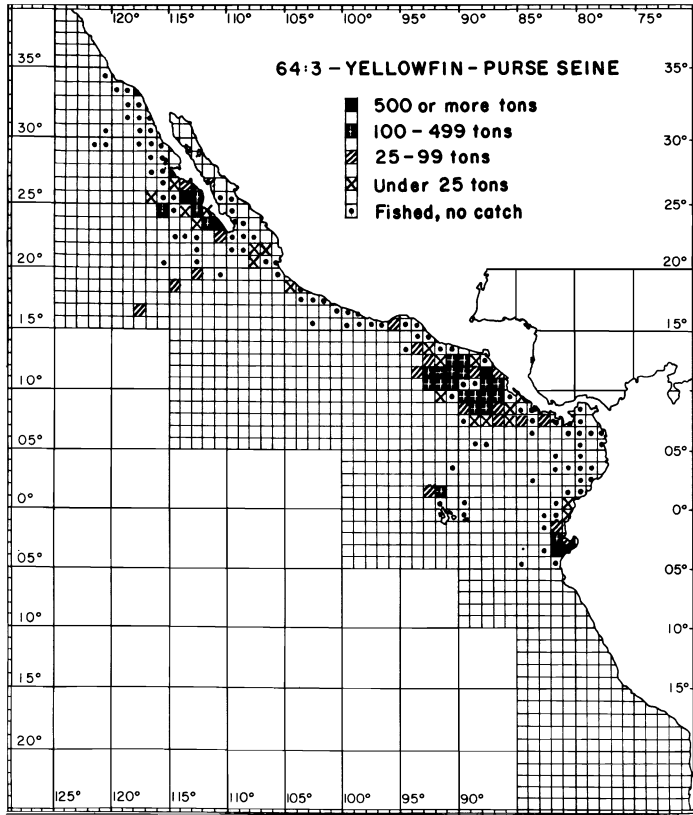 120° 115° 110° 105° 100° 95° 90° 85° 80° 75°
64:3 – YELLOWFIN – PURSE SEINE
500 or more tons
100 – 499 tons
25 – 99 tons
Under 25 tons
Fished, no catch
35° 35°
30° 30°
25° 25°
20° 20°
15° 15°
10°
05° 05°
0° 0°
05° 05°
10° 10°
15° 15°
20°
125° 120° 115° 110° 105° 100° 95° 90°